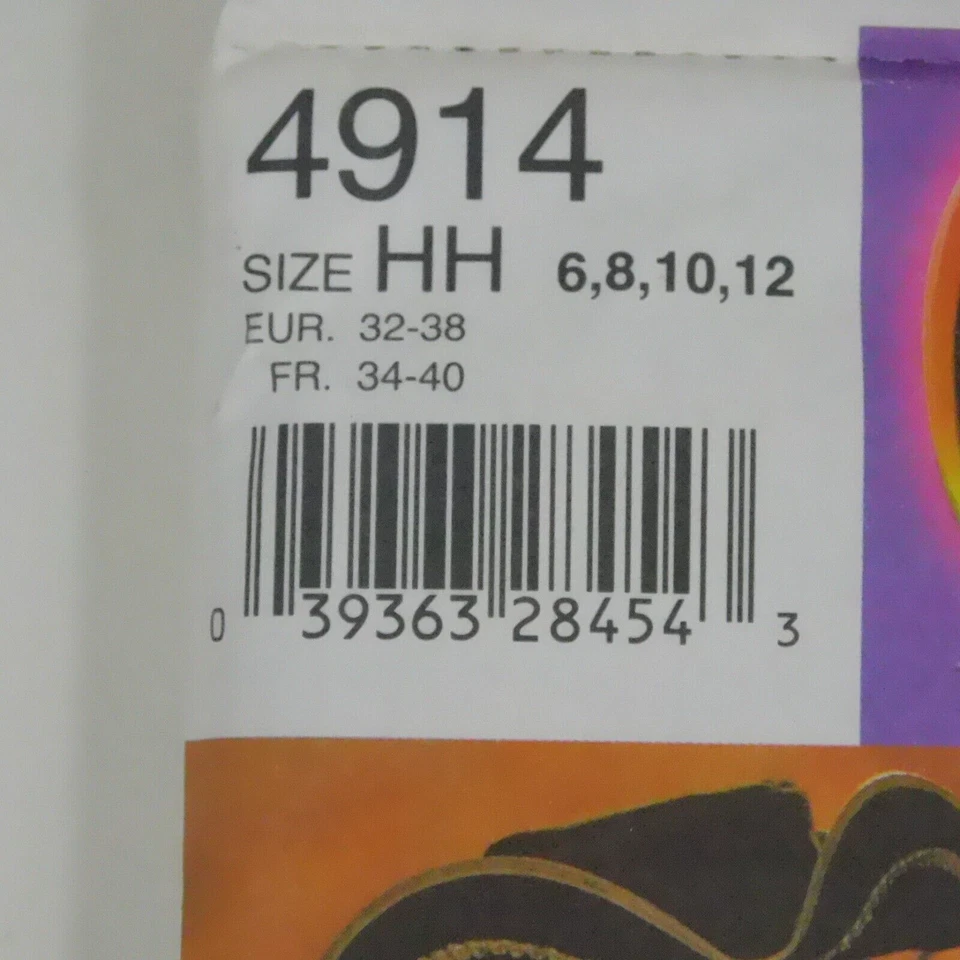 4914
SIZE HH 6,8,10,12
EUR. 32-38
FR. 34-40
0 39363 28454 3